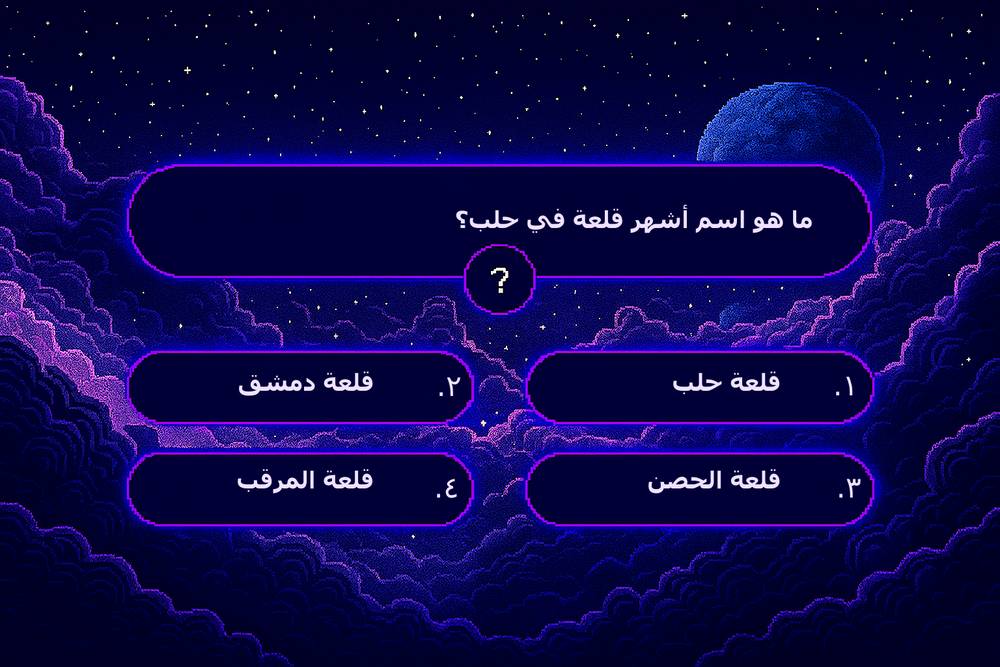 ما هو اسم أشهر قلعة في حلب؟
?
١. قلعة حلب
٢. قلعة دمشق
٣. قلعة الحصن
٤. قلعة المرقب